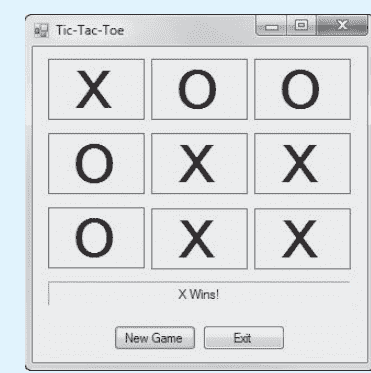 Tic-Tac-Toe
X O O
O X X
O X X
X Wins!
New Game Exit